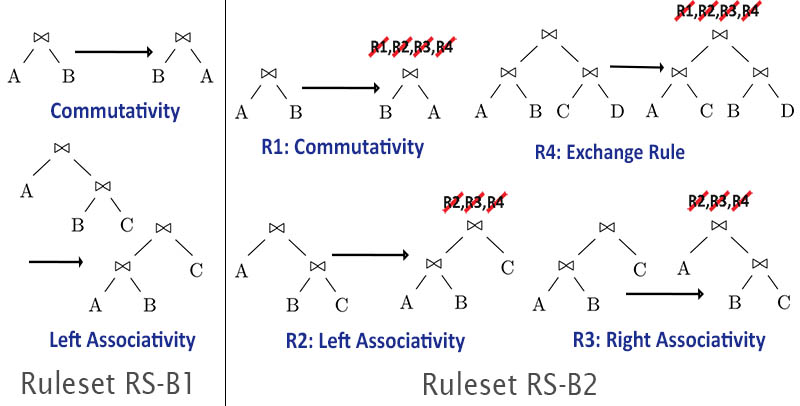 ⋈
A B
⋈
B A
Commutativity
⋈
A
⋈
B C
⋈
⋈
C
A B
Left Associativity
Ruleset RS-B1
⋈
A B
R1,R2,R3,R4
⋈
B A
R1: Commutativity
⋈
⋈ ⋈
A B C D
R1,R2,R3,R4
⋈
⋈ ⋈
A C B D
R4: Exchange Rule
⋈
A
⋈
B C
R2,R3,R4
⋈
⋈
C
A B
R2: Left Associativity
⋈
⋈
C
A B
R2,R3,R4
⋈
A
⋈
B C
R3: Right Associativity
Ruleset RS-B2